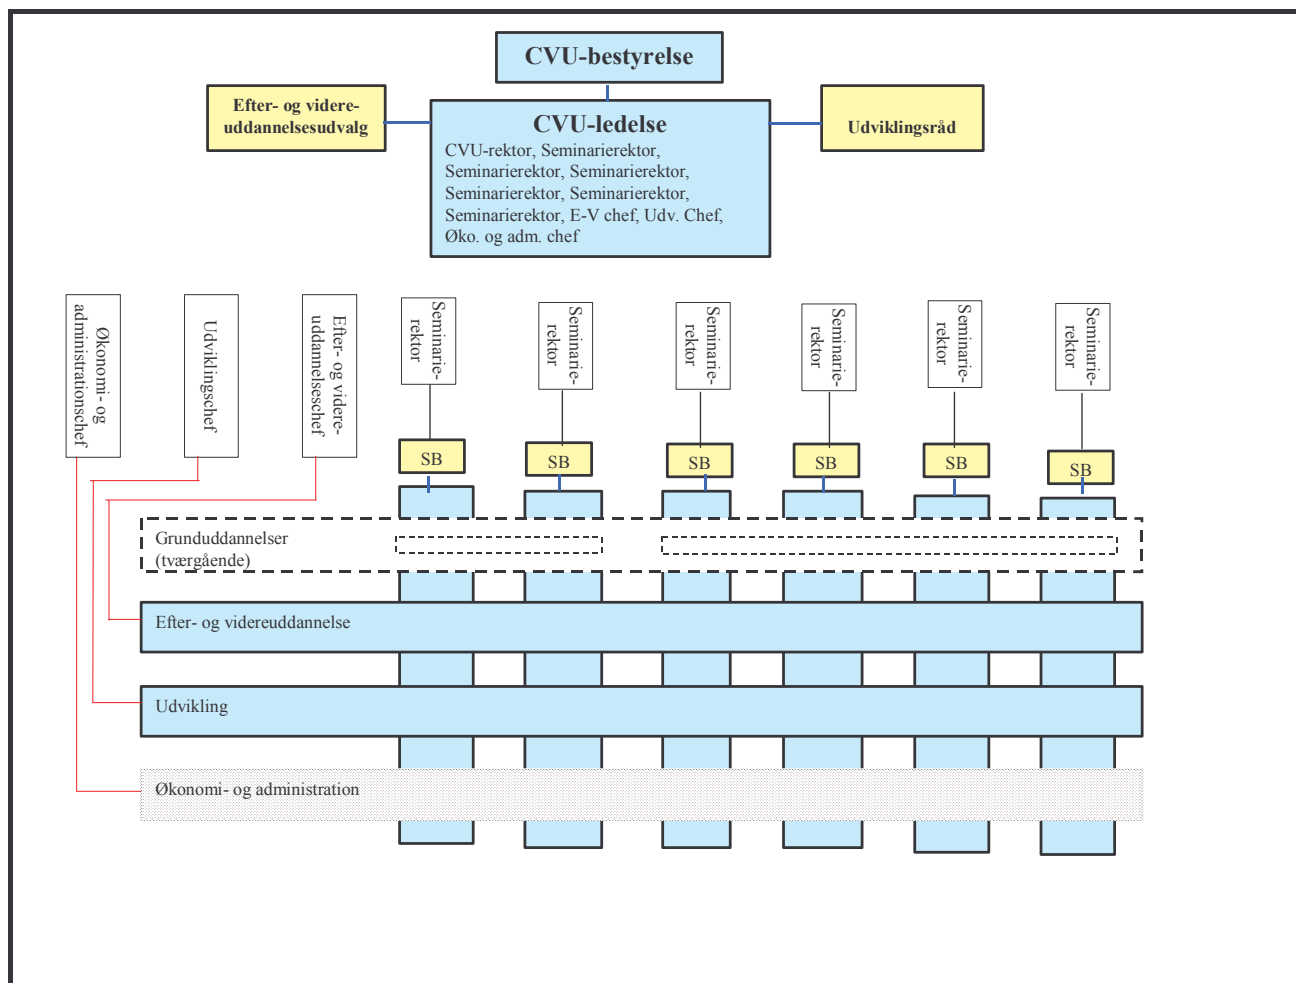 CVU-bestyrelse
Efter- og videre-
uddannelsesudvalg
CVU-ledelse
CVU-rektor, Seminarierektor,
Seminarierektor, Seminarierektor,
Seminarierektor, Seminarierektor,
Seminarierektor, E-V chef, Udv. Chef,
Øko. og adm. chef
Udviklingsråd
Økonomi- og
administrationschef
Udviklingschef
Efter- og videre-
uddannelseschef
Seminarie-
rektor
Seminarie-
rektor
Seminarie-
rektor
Seminarie-
rektor
Seminarie-
rektor
Seminarie-
rektor
SB
SB
SB
SB
SB
SB
Grunduddannelser
(tværgående)
Efter- og videreuddannelse
Udvikling
Økonomi- og administration